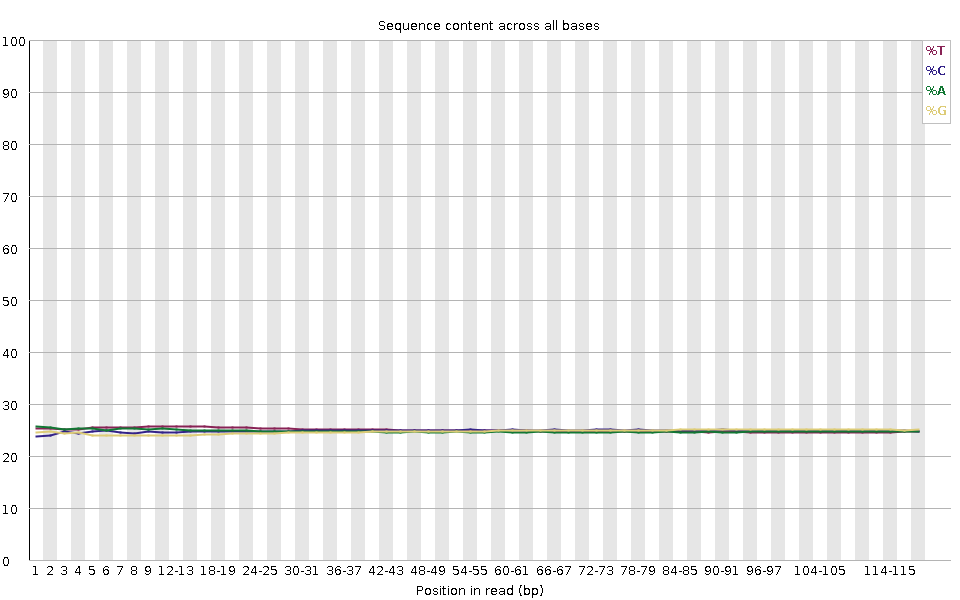 Sequence content across all bases
100
90
80
70
60
50
40
30
20
10
0
%T
%C
%A
%G
1 2 3 4 5 6 7 8 9 12-13 18-19 24-25 30-31 36-37 42-43 48-49 54-55 60-61 66-67 72-73 78-79 84-85 90-91 96-97 104-105 114-115
Position in read (bp)